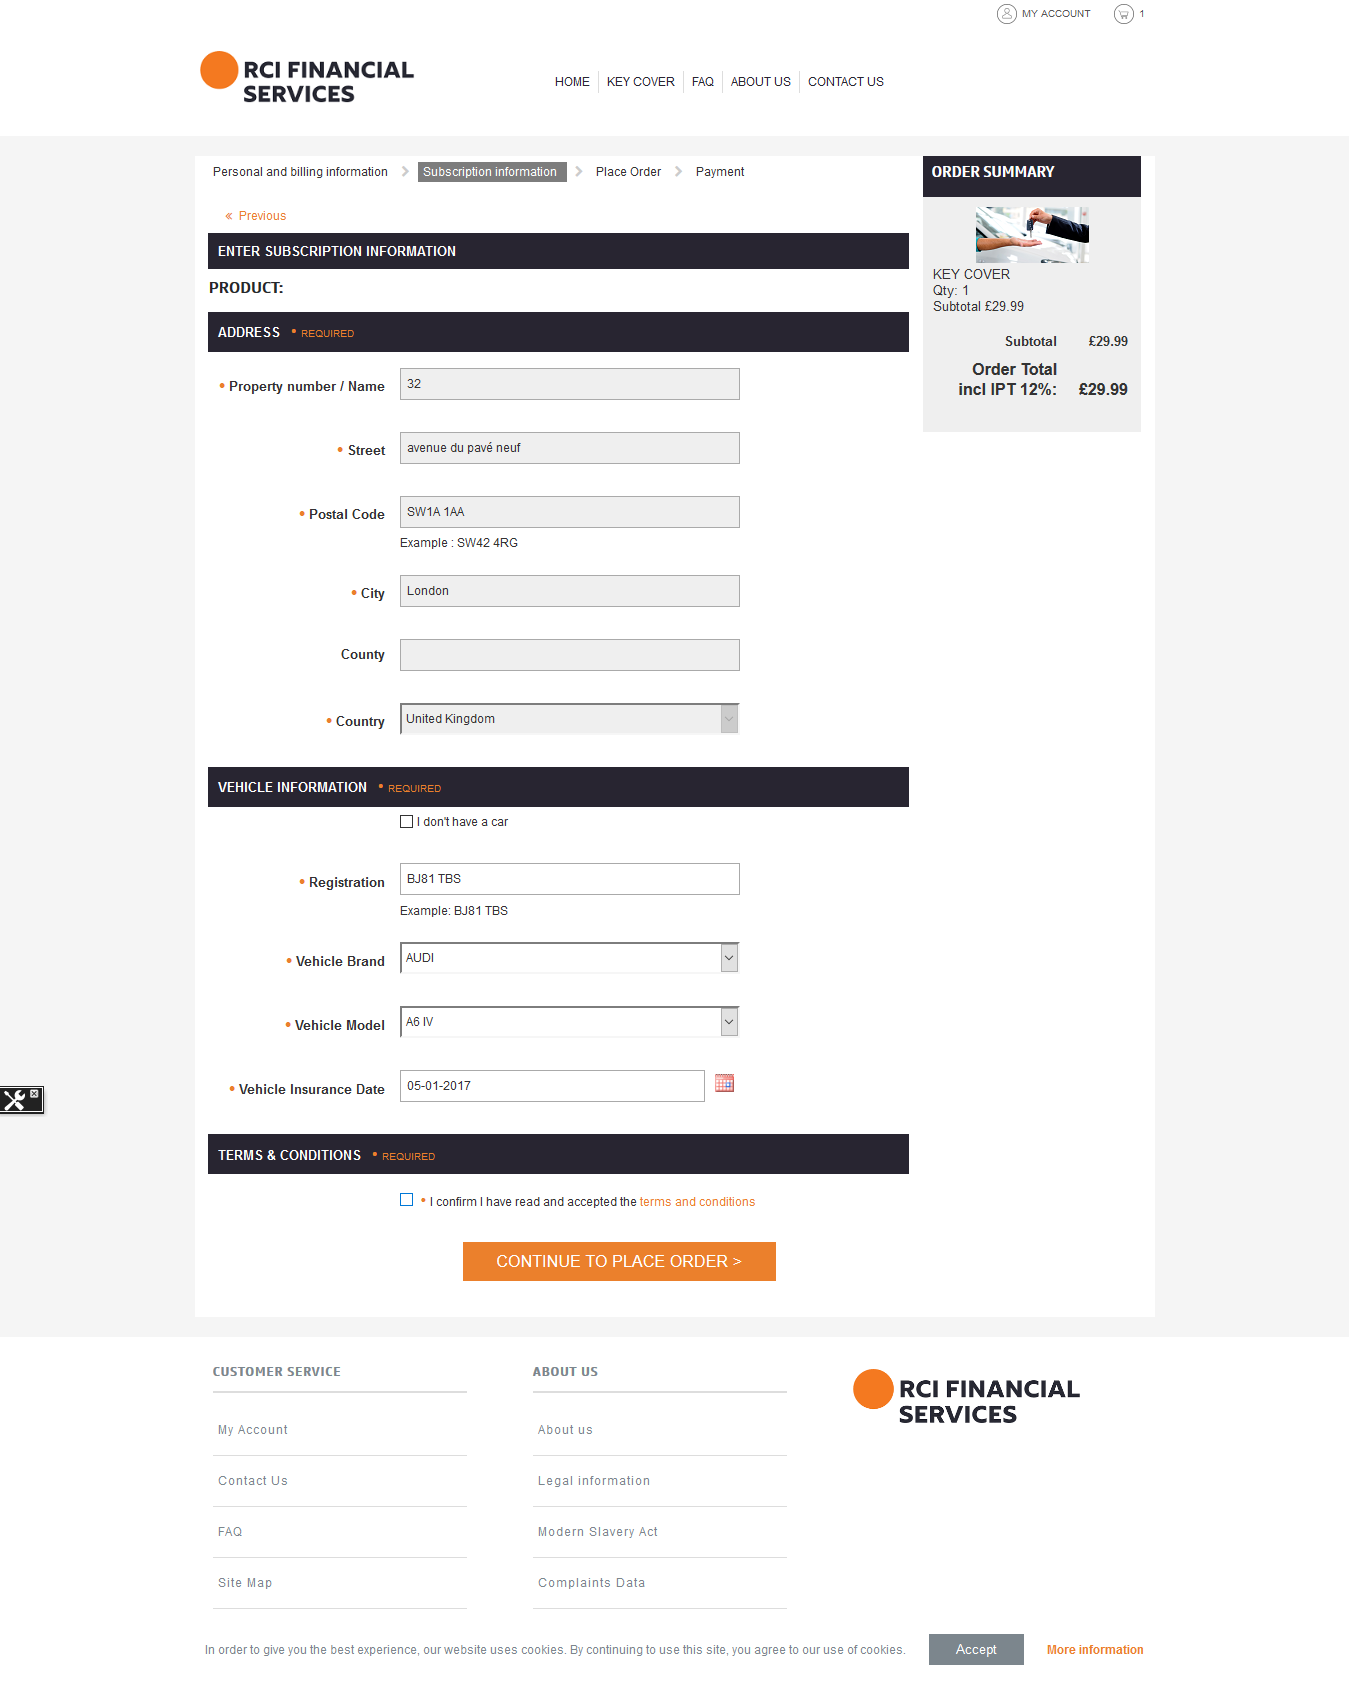 MY ACCOUNT 1
RCI FINANCIAL
SERVICES
HOME KEY COVER FAQ ABOUT US CONTACT US
Personal and billing information Subscription information Place Order Payment
« Previous
ENTER SUBSCRIPTION INFORMATION
PRODUCT:
ADDRESS • REQUIRED
• Property number / Name 32
• Street avenue du pavé neuf
• Postal Code SW1A 1AA
Example : SW42 4RG
• City London
County
• Country United Kingdom
VEHICLE INFORMATION • REQUIRED
I don't have a car
• Registration BJ81 TBS
Example: BJ81 TBS
• Vehicle Brand AUDI
• Vehicle Model A6 IV
• Vehicle Insurance Date 05-01-2017
TERMS & CONDITIONS • REQUIRED
• I confirm I have read and accepted the terms and conditions
CONTINUE TO PLACE ORDER >
ORDER SUMMARY
KEY COVER
Qty: 1
Subtotal £29.99
Subtotal £29.99
Order Total
incl IPT 12%: £29.99
CUSTOMER SERVICE
My Account
Contact Us
FAQ
Site Map
ABOUT US
About us
Legal information
Modern Slavery Act
Complaints Data
RCI FINANCIAL
SERVICES
In order to give you the best experience, our website uses cookies. By continuing to use this site, you agree to our use of cookies. Accept More information